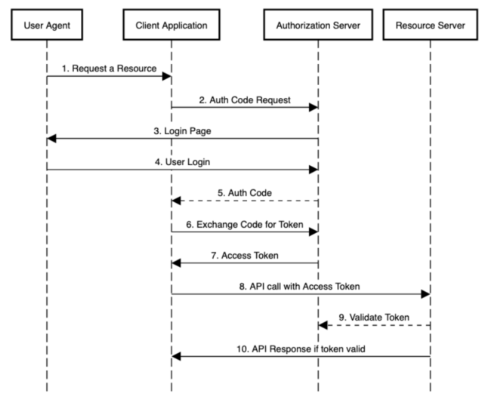 User Agent
Client Application
Authorization Server
Resource Server
1. Request a Resource
2. Auth Code Request
3. Login Page
4. User Login
5. Auth Code
6. Exchange Code for Token
7. Access Token
8. API call with Access Token
9. Validate Token
10. API Response if token valid